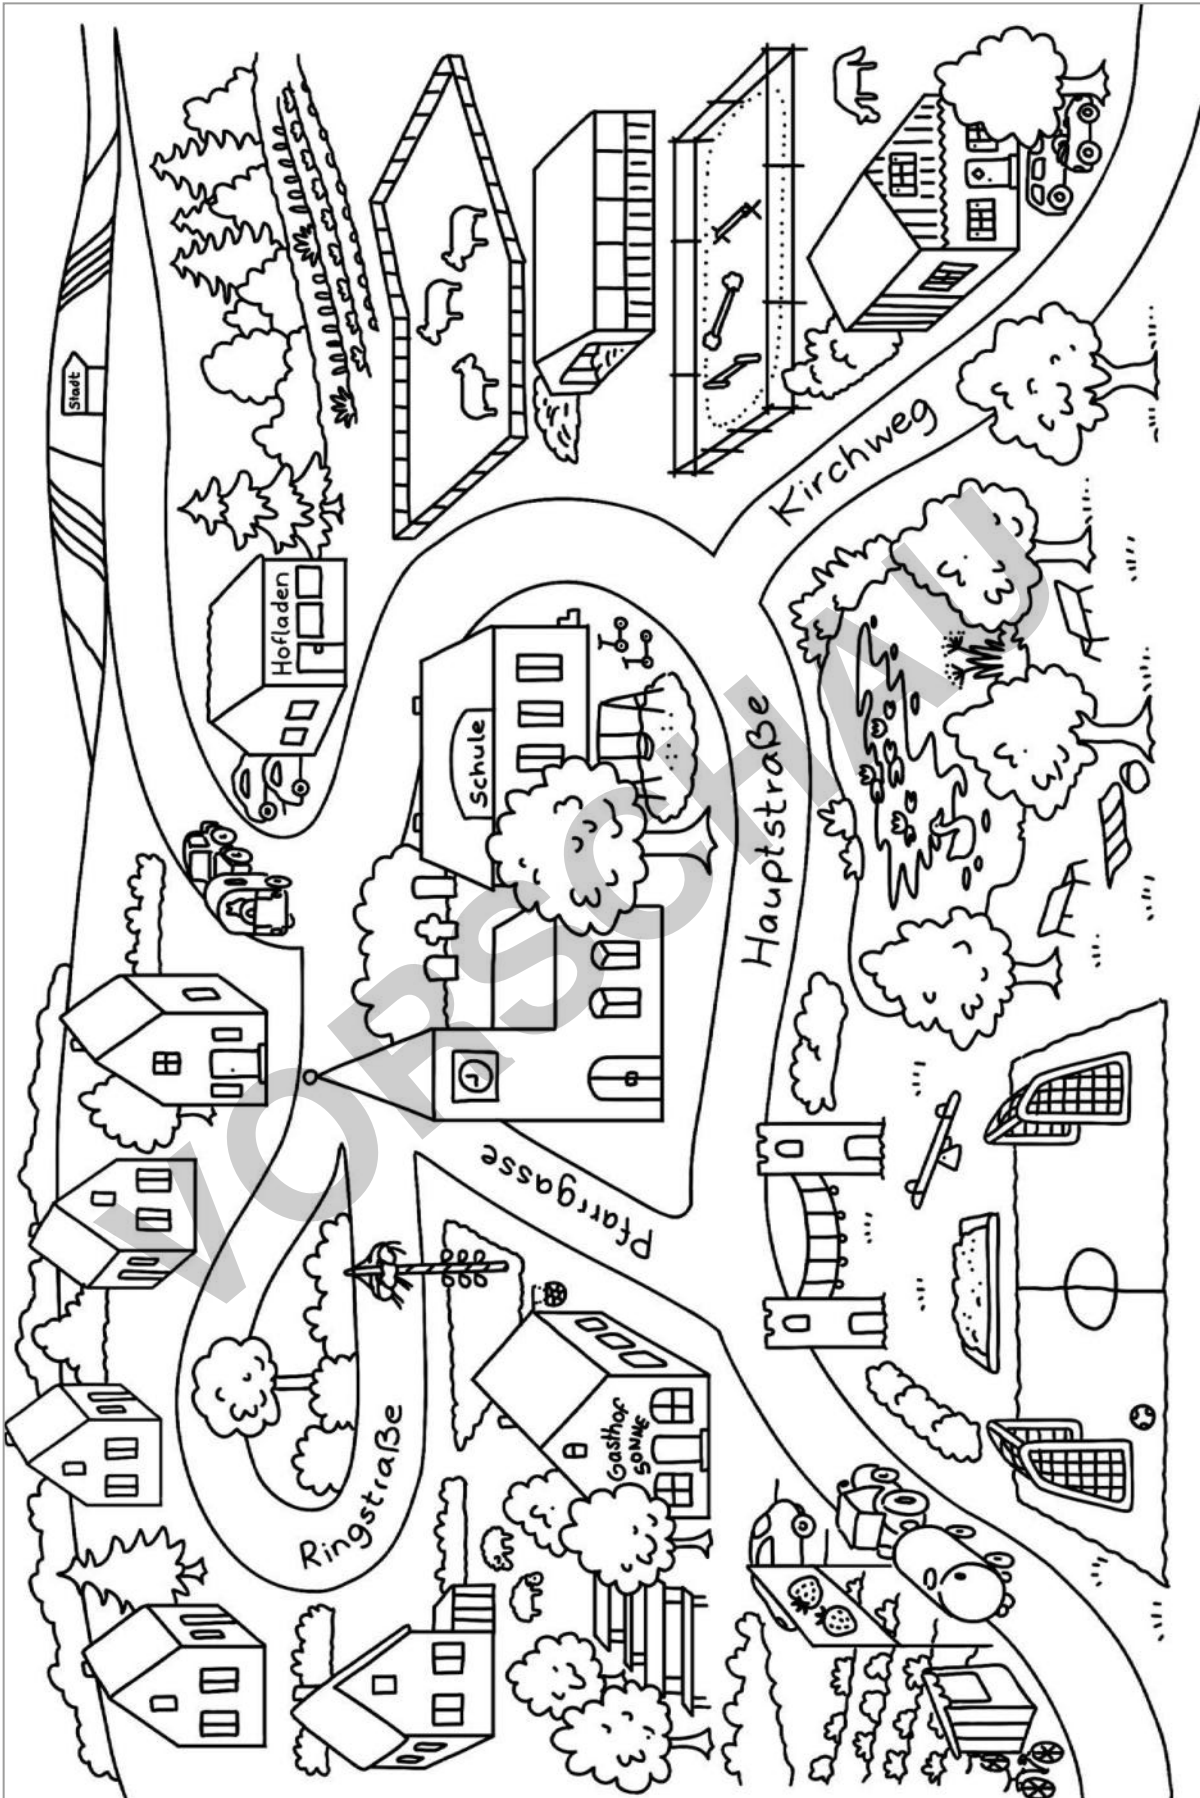 Stadt
Hofladen
Schule
Kirchweg
Hauptstraße
Pfarrgasse
Ringstraße
Gasthof
SONNE
VORSCHAU